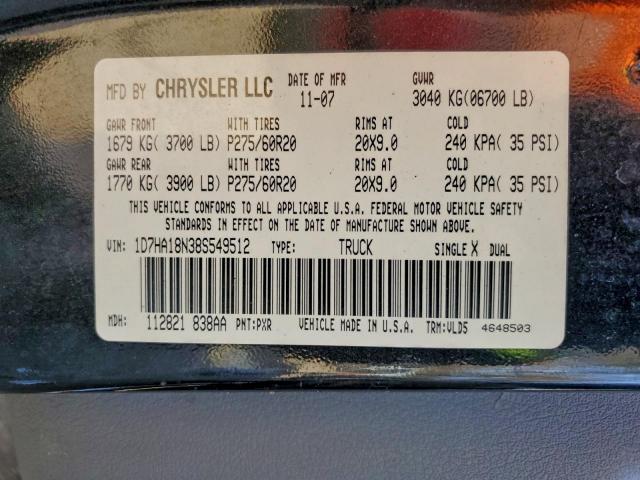 MFD BY CHRYSLER LLC DATE OF MFR 11-07 GVWR 3040 KG(06700 LB)
GAWR FRONT WITH TIRES RIMS AT COLD
1679 KG( 3700 LB) P275/60R20 20X9.0 240 KPA( 35 PSI)
GAWR REAR WITH TIRES RIMS AT COLD
1770 KG( 3900 LB) P275/60R20 20X9.0 240 KPA( 35 PSI)
THIS VEHICLE CONFORMS TO ALL APPLICABLE U.S.A. FEDERAL MOTOR VEHICLE SAFETY
STANDARDS IN EFFECT ON THE DATE OF MANUFACTURE SHOWN ABOVE.
VIN: 1D7HA18N38S549512 TYPE: TRUCK SINGLE X DUAL
MDH: 112821 838AA PNT:PXR VEHICLE MADE IN U.S.A. TRM:VLD5 4648503